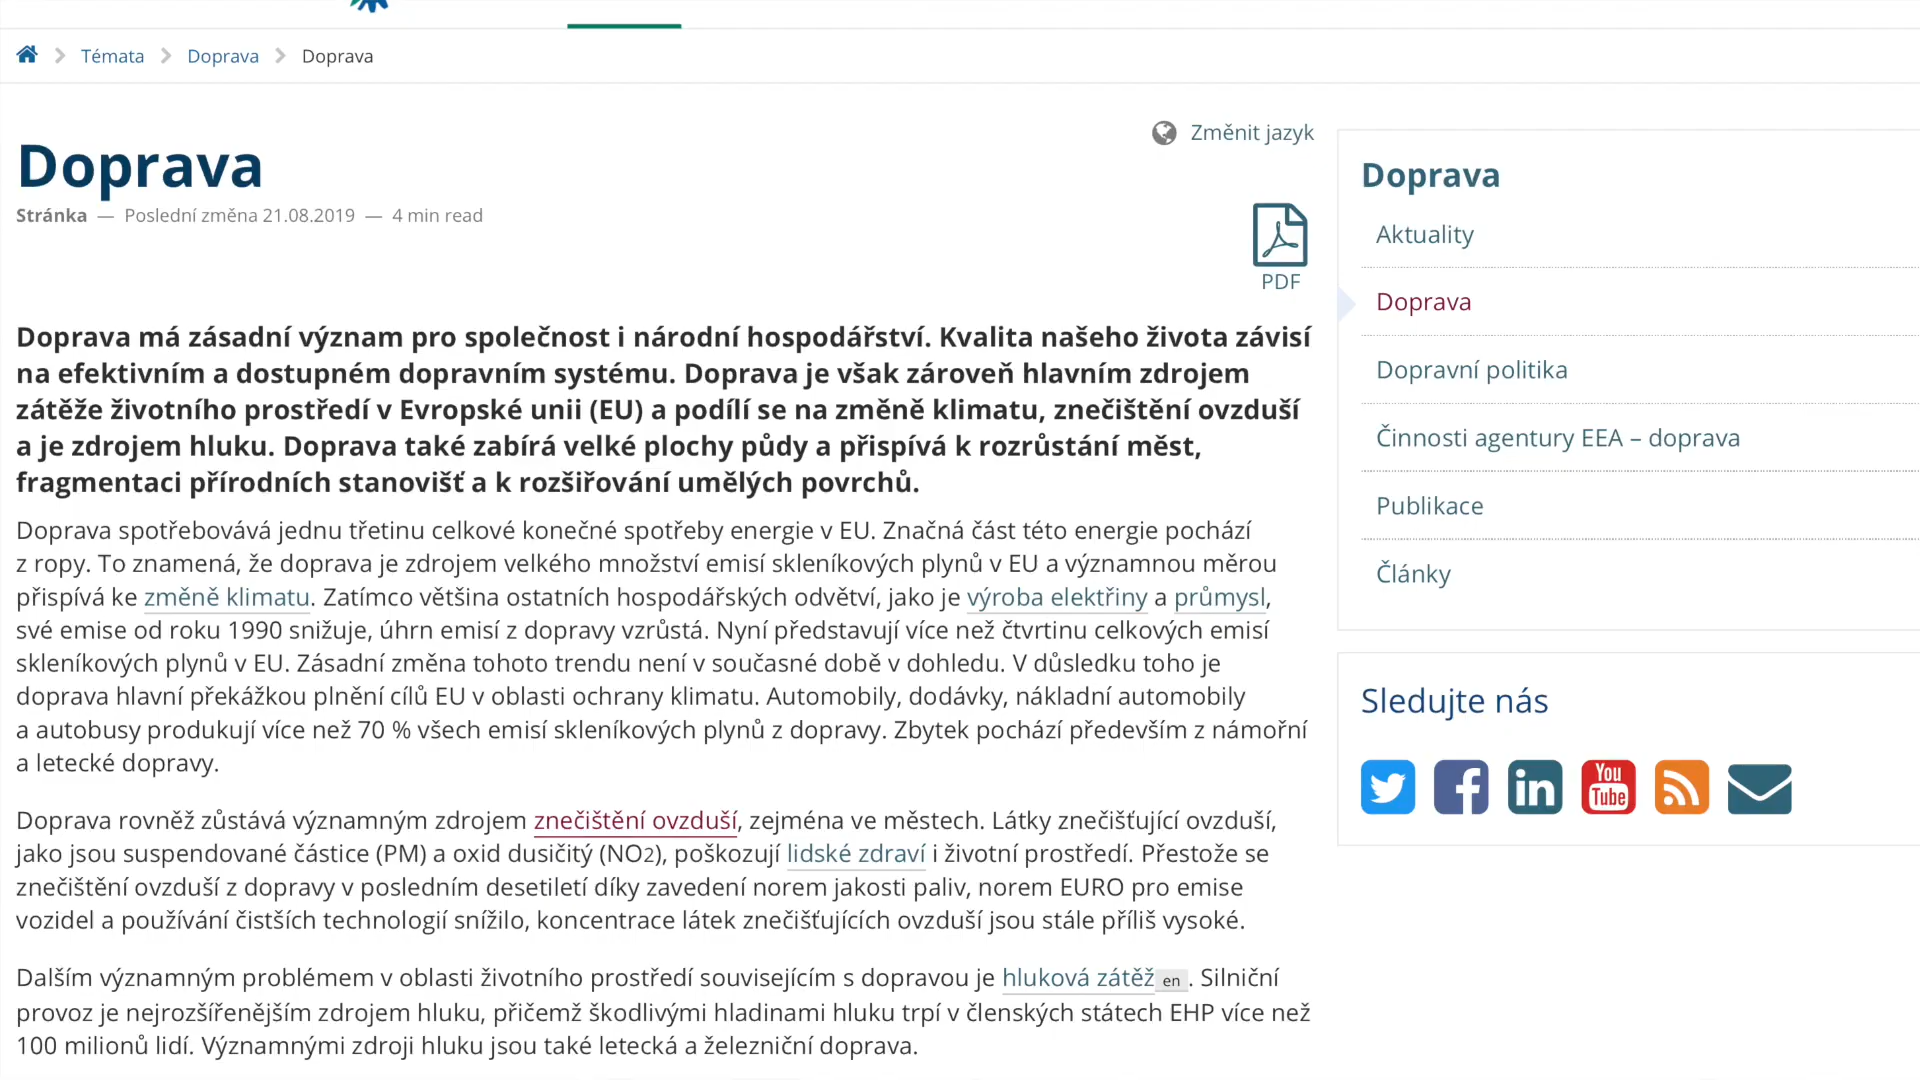 Témata
Doprava
Doprava
Změnit jazyk
Doprava
Stránka — Poslední změna 21.08.2019 — 4 min read
PDF
Doprava má zásadní význam pro společnost i národní hospodářství. Kvalita našeho života závisí
na efektivním a dostupném dopravním systému. Doprava je však zároveň hlavním zdrojem
zátěže životního prostředí v Evropské unii (EU) a podílí se na změně klimatu, znečištění ovzduší
a je zdrojem hluku. Doprava také zabírá velké plochy půdy a přispívá k rozrůstání měst,
fragmentaci přírodních stanovišť a k rozšiřování umělých povrchů.
Doprava spotřebovává jednu třetinu celkové konečné spotřeby energie v EU. Značná část této energie pochází
z ropy. To znamená, že doprava je zdrojem velkého množství emisí skleníkových plynů v EU a významnou měrou
přispívá ke změně klimatu. Zatímco většina ostatních hospodářských odvětví, jako je výroba elektřiny a průmysl,
své emise od roku 1990 snižuje, úhrn emisí z dopravy vzrůstá. Nyní představují více než čtvrtinu celkových emisí
skleníkových plynů v EU. Zásadní změna tohoto trendu není v současné době v dohledu. V důsledku toho je
doprava hlavní překážkou plnění cílů EU v oblasti ochrany klimatu. Automobily, dodávky, nákladní automobily
a autobusy produkují více než 70 % všech emisí skleníkových plynů z dopravy. Zbytek pochází především z námořní
a letecké dopravy.
Doprava rovněž zůstává významným zdrojem znečištění ovzduší, zejména ve městech. Látky znečišťující ovzduší,
jako jsou suspendované částice (PM) a oxid dusičitý (NO2), poškozují lidské zdraví i životní prostředí. Přestože se
znečištění ovzduší z dopravy v posledním desetiletí díky zavedení norem jakosti paliv, norem EURO pro emise
vozidel a používání čistších technologií snížilo, koncentrace látek znečišťujících ovzduší jsou stále příliš vysoké.
Dalším významným problémem v oblasti životního prostředí souvisejícím s dopravou je hluková zátěž en . Silniční
provoz je nejrozšířenějším zdrojem hluku, přičemž škodlivými hladinami hluku trpí v členských státech EHP více než
100 milionů lidí. Významnými zdroji hluku jsou také letecká a železniční doprava.
Doprava
Aktuality
Doprava
Dopravní politika
Činnosti agentury EEA – doprava
Publikace
Články
Sledujte nás
in
You
Tube